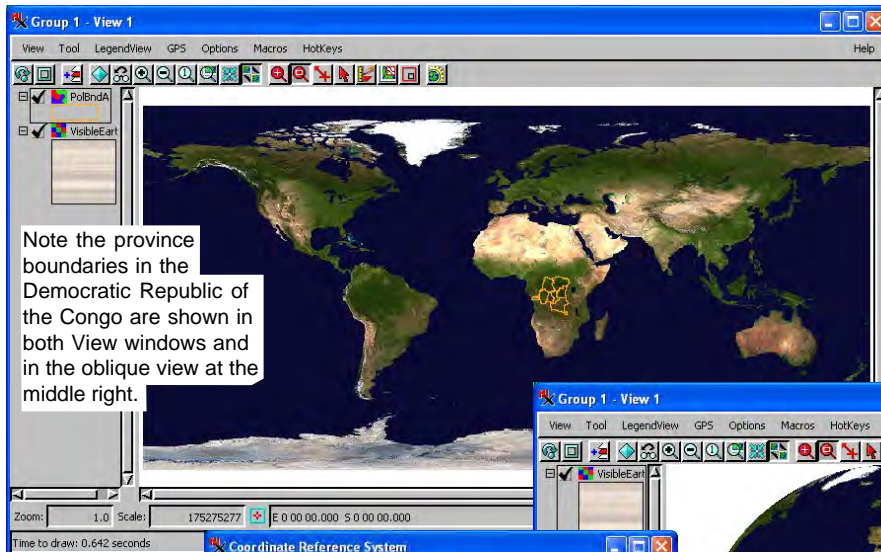 Group 1 - View 1
View Tool LegendView GPS Options Macros HotKeys Help
PolBndA
VisibleEart
Note the province
boundaries in the
Democratic Republic of
the Congo are shown in
both View windows and
in the oblique view at the
middle right.
Zoom: 1.0 Scale: 175275277 E 0 00 00.000 S 0 00 00.000
Time to draw: 0.642 seconds
Group 1 - View 1
View Tool LegendView GPS Options Macros HotKeys
VisibleEart
Coordinate Reference System